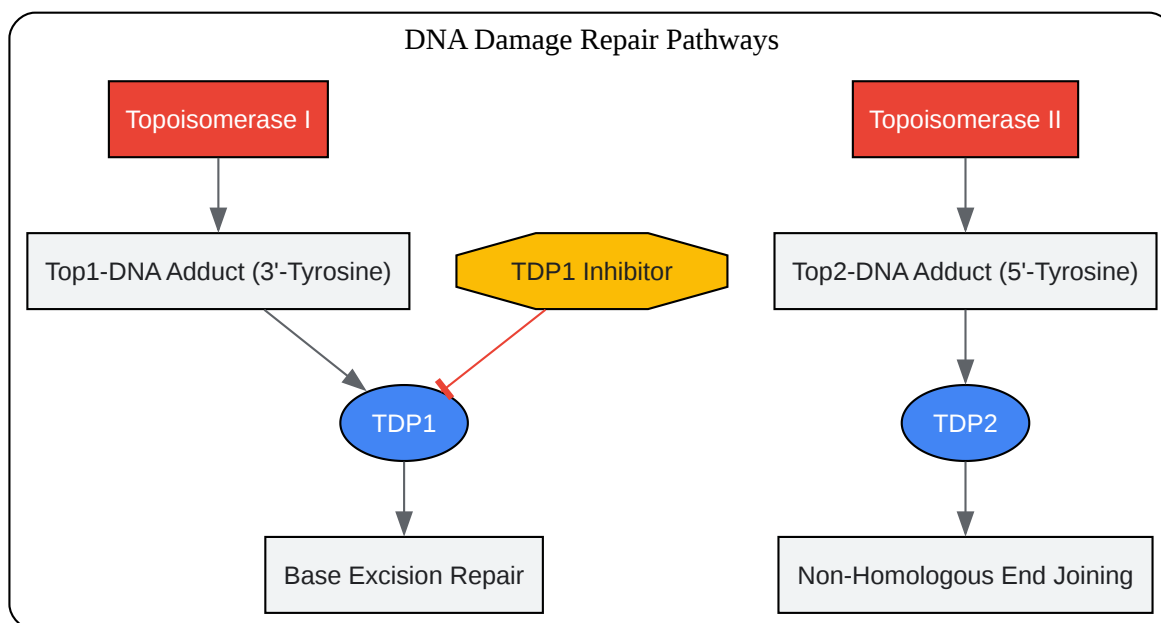 DNA Damage Repair Pathways
Topoisomerase I
Topoisomerase II
Top1-DNA Adduct (3'-Tyrosine)
TDP1 Inhibitor
Top2-DNA Adduct (5'-Tyrosine)
TDP1
TDP2
Base Excision Repair
Non-Homologous End Joining